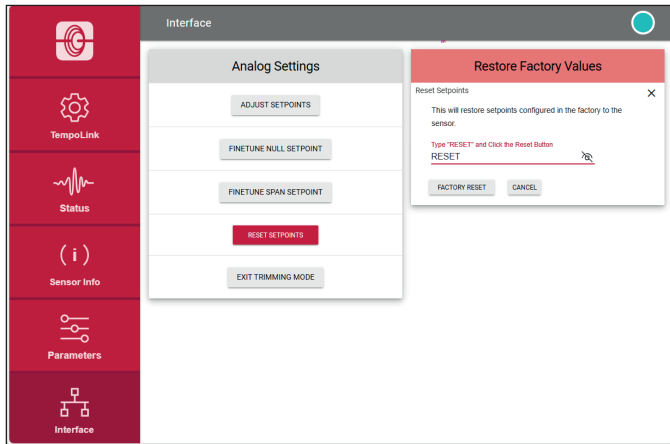 Interface
TempoLink
Status
Sensor Info
Parameters
Interface
Analog Settings
ADJUST SETPOINTS
FINETUNE NULL SETPOINT
FINETUNE SPAN SETPOINT
RESET SETPOINTS
EXIT TRIMMING MODE
Restore Factory Values
Reset Setpoints
This will restore setpoints configured in the factory to the
sensor.
Type "RESET" and Click the Reset Button
RESET
FACTORY RESET
CANCEL